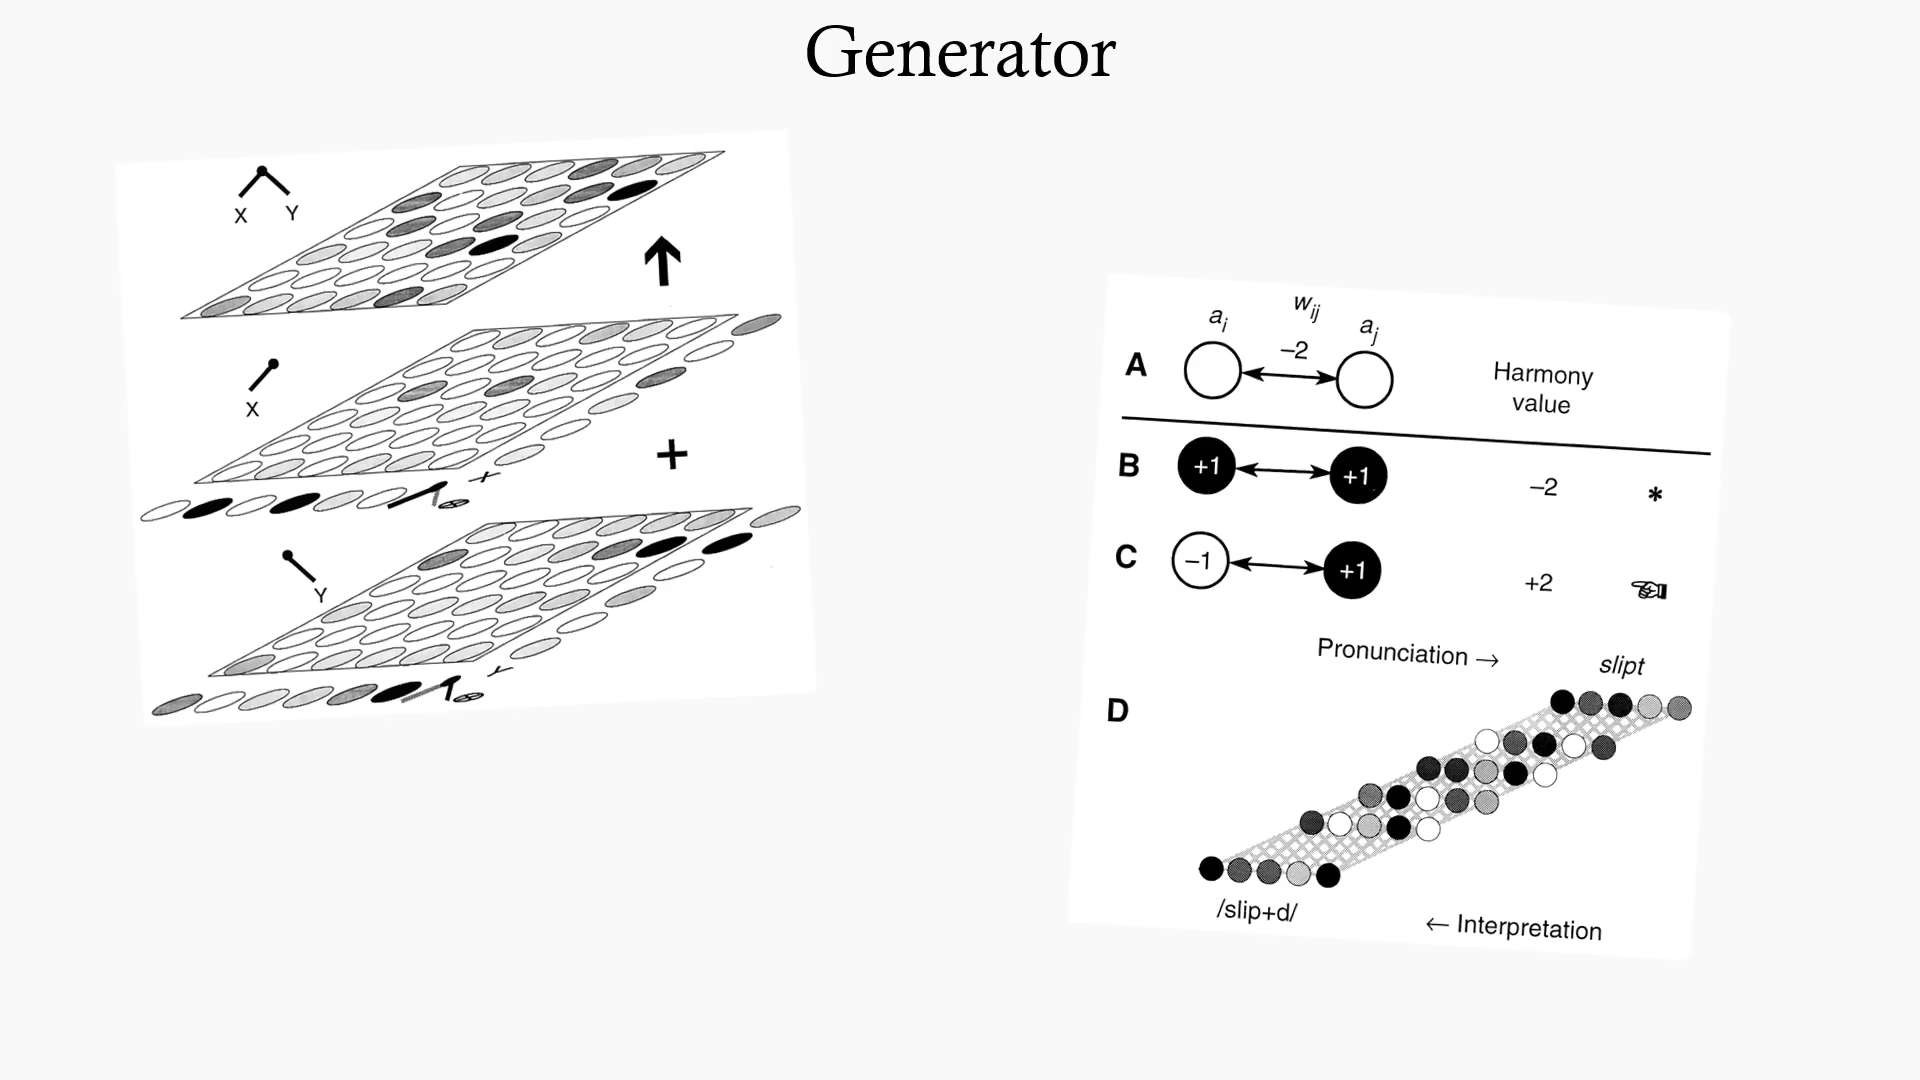 Generator
X Y
X
+
X
⊗
Y
Y
⊗
A
a_i
w_ij
a_j
–2
Harmony
value
B
+1
+1
–2
*
C
–1
+1
+2
☜
Pronunciation →
slipt
D
/slip+d/
← Interpretation